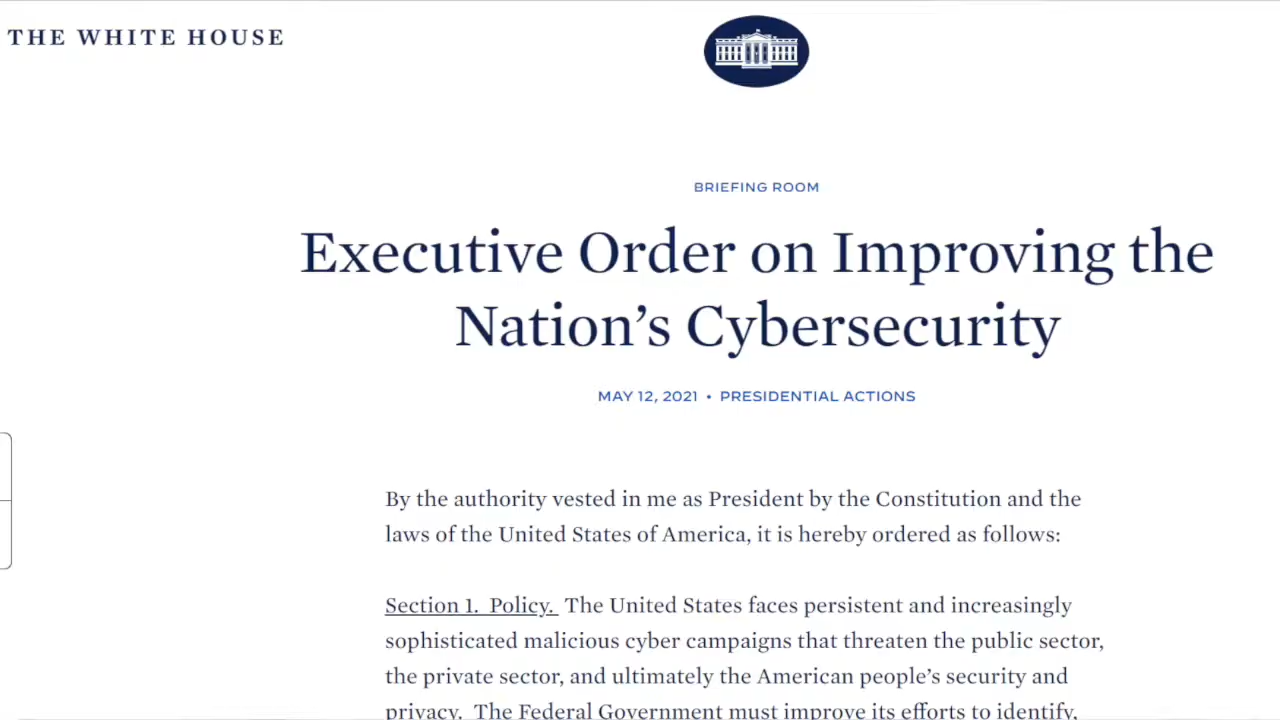 THE WHITE HOUSE
BRIEFING ROOM
Executive Order on Improving the
Nation’s Cybersecurity
MAY 12, 2021 • PRESIDENTIAL ACTIONS
By the authority vested in me as President by the Constitution and the
laws of the United States of America, it is hereby ordered as follows:
Section 1.  Policy.  The United States faces persistent and increasingly
sophisticated malicious cyber campaigns that threaten the public sector,
the private sector, and ultimately the American people’s security and
privacy.  The Federal Government must improve its efforts to identify,